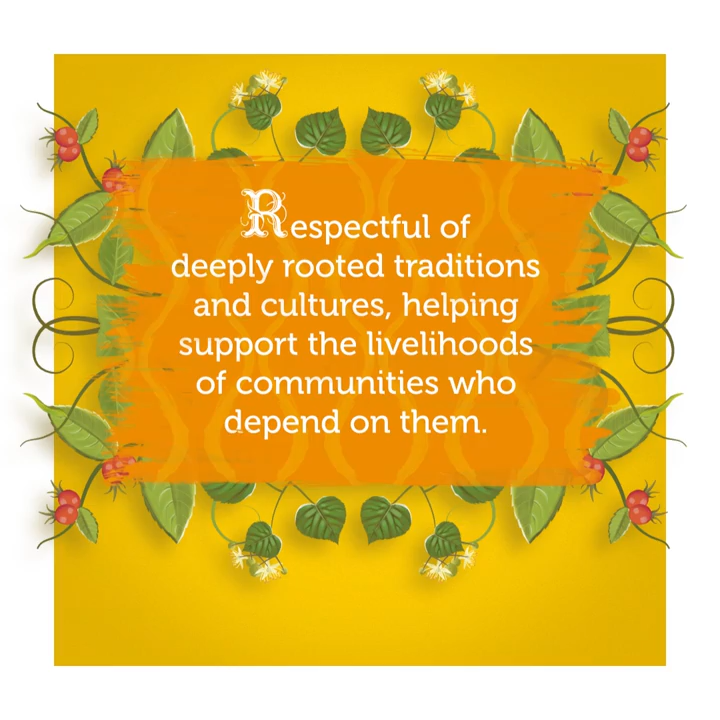 Respectful of
deeply rooted traditions
and cultures, helping
support the livelihoods
of communities who
depend on them.